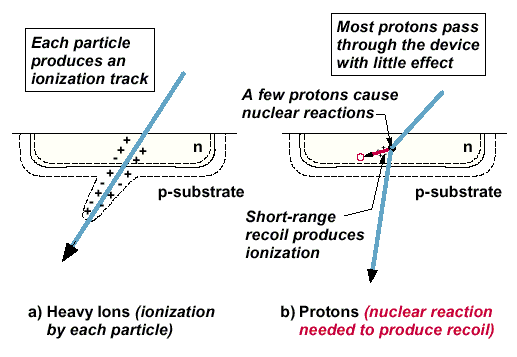 Each particle
produces an
ionization track
+
+
-
+
-
+
-
+
-
+
-
+
-
+
-
+
n
p-substrate
a) Heavy Ions (ionization
by each particle)
Most protons pass
through the device
with little effect
A few protons cause
nuclear reactions
n
p-substrate
Short-range
recoil produces
ionization
b) Protons (nuclear reaction
needed to produce recoil)